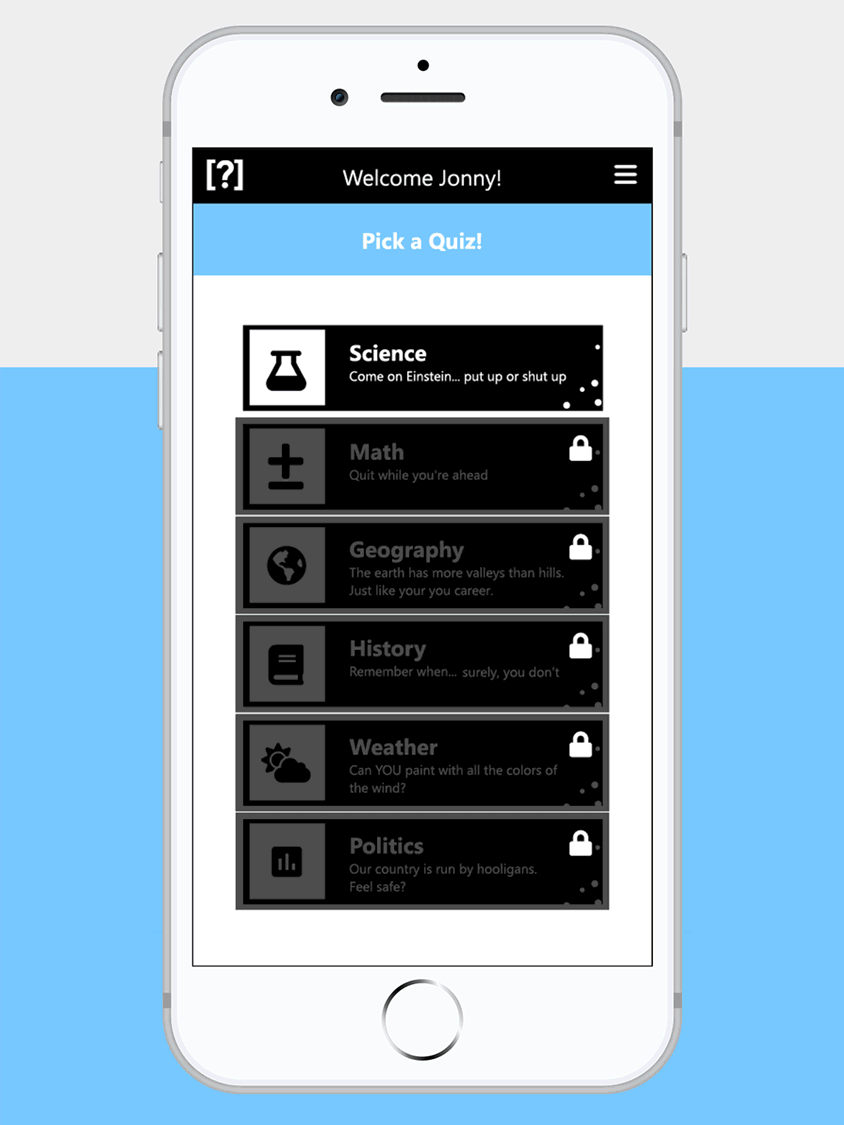 [?]
Welcome Jonny!
Pick a Quiz!
Science
Come on Einstein... put up or shut up
Math
Quit while you're ahead
Geography
The earth has more valleys than hills.
Just like your you career.
History
Remember when... surely, you don't
Weather
Can YOU paint with all the colors of
the wind?
Politics
Our country is run by hooligans.
Feel safe?